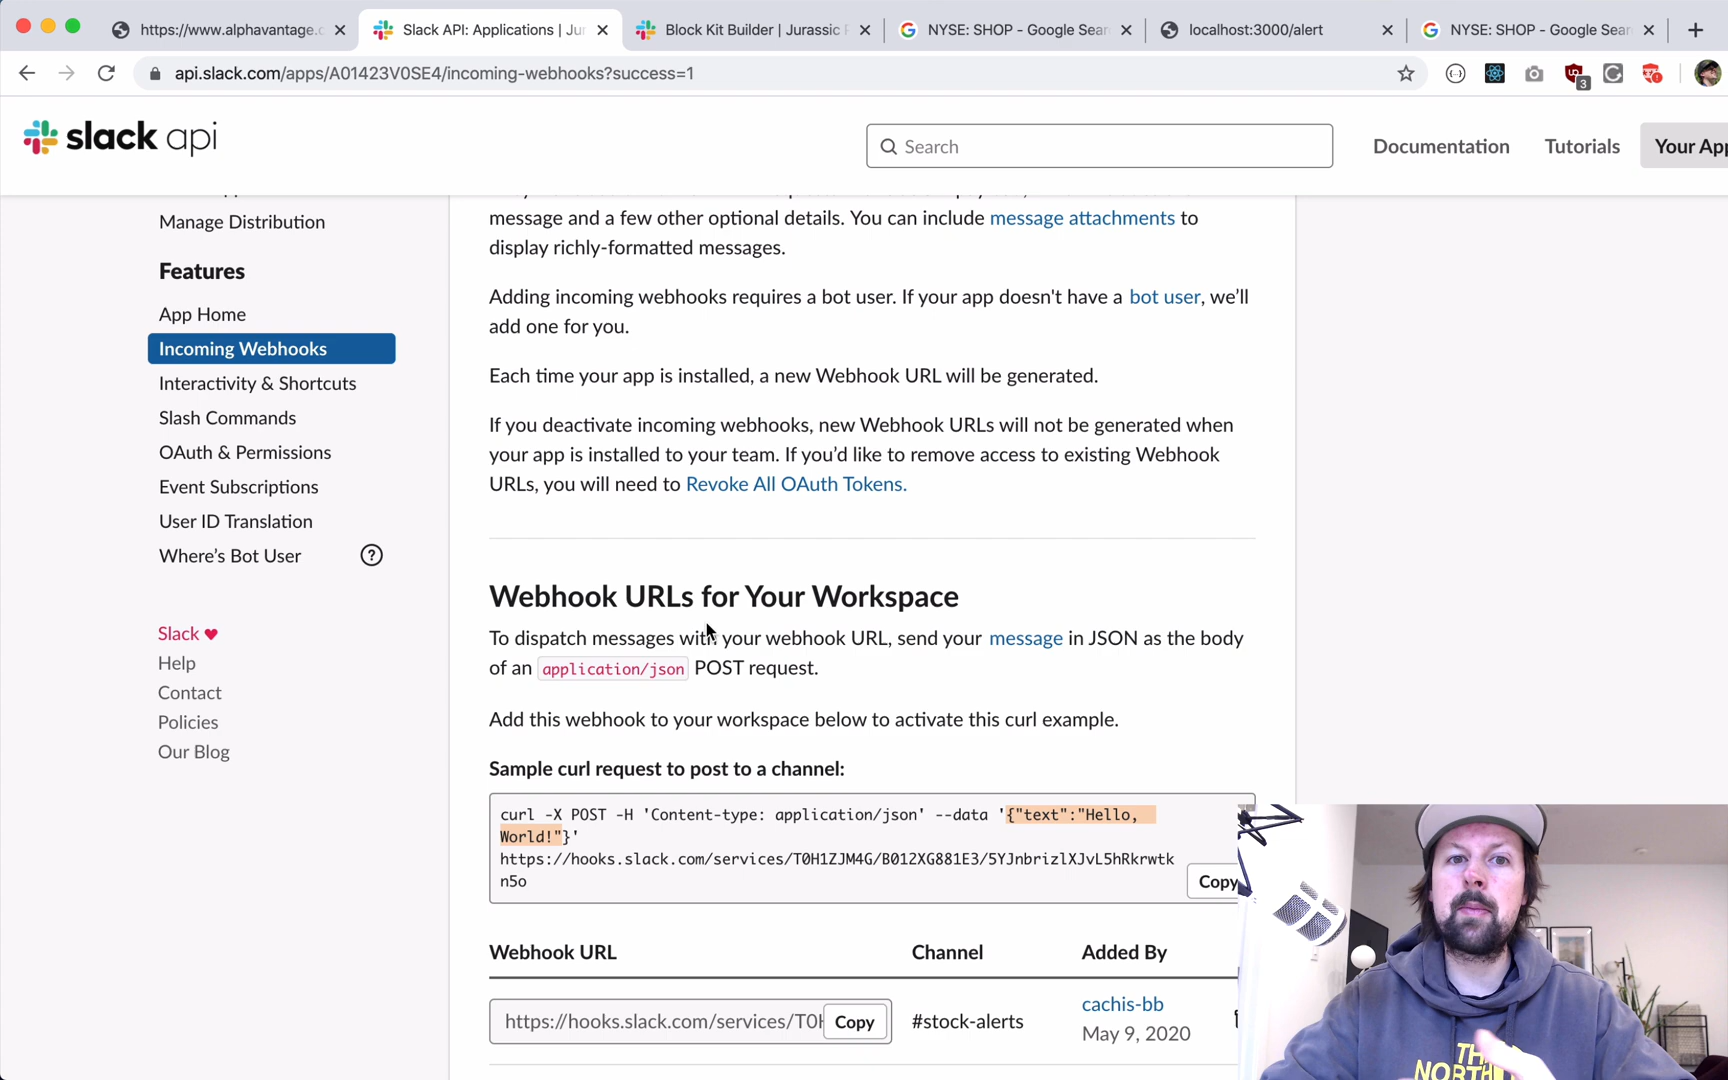 https://www.alphavantage.c
Slack API: Applications | Jur
Block Kit Builder | Jurassic P
NYSE: SHOP - Google Sear
localhost:3000/alert
NYSE: SHOP - Google Sear
api.slack.com/apps/A01423V0SE4/incoming-webhooks?success=1
3
slack api
Search
Documentation
Tutorials
Your App
Manage Distribution
Features
App Home
Incoming Webhooks
Interactivity & Shortcuts
Slash Commands
OAuth & Permissions
Event Subscriptions
User ID Translation
Where's Bot User
?
Slack
Help
Contact
Policies
Our Blog
message and a few other optional details. You can include message attachments to
display richly-formatted messages.
Adding incoming webhooks requires a bot user. If your app doesn't have a bot user, we'll
add one for you.
Each time your app is installed, a new Webhook URL will be generated.
If you deactivate incoming webhooks, new Webhook URLs will not be generated when
your app is installed to your team. If you'd like to remove access to existing Webhook
URLs, you will need to Revoke All OAuth Tokens.
Webhook URLs for Your Workspace
To dispatch messages with your webhook URL, send your message in JSON as the body
of an application/json POST request.
Add this webhook to your workspace below to activate this curl example.
Sample curl request to post to a channel:
curl -X POST -H 'Content-type: application/json' --data '{"text":"Hello,
World!"}'
https://hooks.slack.com/services/T0H1ZJM4G/B012XG881E3/5YJnbrizlXJvL5hRkrwtk
n5o
Copy
Webhook URL
Channel
Added By
https://hooks.slack.com/services/T0H
Copy
#stock-alerts
cachis-bb
May 9, 2020
THE
NORTH